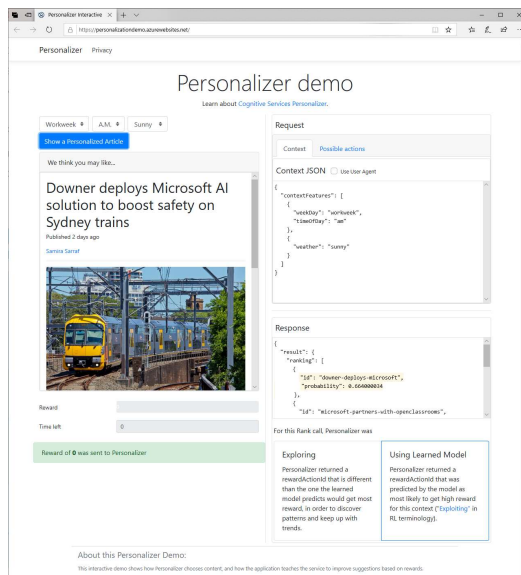 Personalizer Interactive
https://personalizationdemo.azurewebsites.net/
Personalizer Privacy
Personalizer demo
Learn about Cognitive Services Personalizer.
Workweek A.M. Sunny
Show a Personalized Article
We think you may like...
Downer deploys Microsoft AI
solution to boost safety on
Sydney trains
Published 2 days ago
Samina Sarraf
Reward
Time left 0
Reward of 0 was sent to Personalizer
Request
Context Possible actions
Context JSON Use User Agent
{
"contextFeatures": [
{
"weekDay": "workweek",
"timeOfDay": "am"
},
{
"weather": "sunny"
}
]
}
Response
{
"result": {
"ranking": [
{
"id": "downer-deploys-microsoft",
"probability": 0.664000034
},
{
"id": "microsoft-partners-with-openclassrooms",
For this Rank call, Personalizer was
Exploring
Personalizer returned a
rewardActionId that is different
than the one the learned
model predicts would get most
reward, in order to discover
patterns and keep up with
trends.
Using Learned Model
Personalizer returned a
rewardActionId that was
predicted by the model as
most likely to get high reward
for this context ("Exploiting" in
RL terminology).
About this Personalizer Demo:
This interactive demo shows how Personalizer chooses content, and how the application teaches the service to improve suggestions based on rewards.